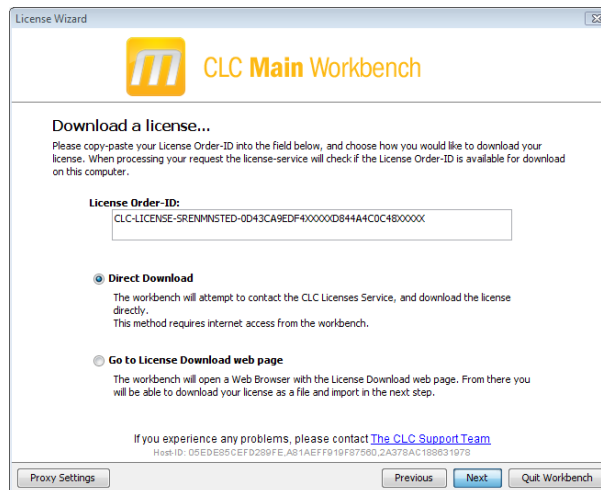 License Wizard
CLC Main Workbench
Download a license...
Please copy-paste your License Order-ID into the field below, and choose how you would like to download your
license. When processing your request the license-service will check if the License Order-ID is available for download
on this computer.
License Order-ID:
CLC-LICENSE-SRENMNSTED-0D43CA9EDF4XXXXXD844A4C0C48XXXXX
Direct Download
The workbench will attempt to contact the CLC Licenses Service, and download the license
directly.
This method requires internet access from the workbench.
Go to License Download web page
The workbench will open a Web Browser with the License Download web page. From there you
will be able to download your license as a file and import in the next step.
If you experience any problems, please contact The CLC Support Team
Host-ID: 05EDE85CEFD289FE,A81AEFF919F87560,2A378AC188631978
Proxy Settings Previous Next Quit Workbench